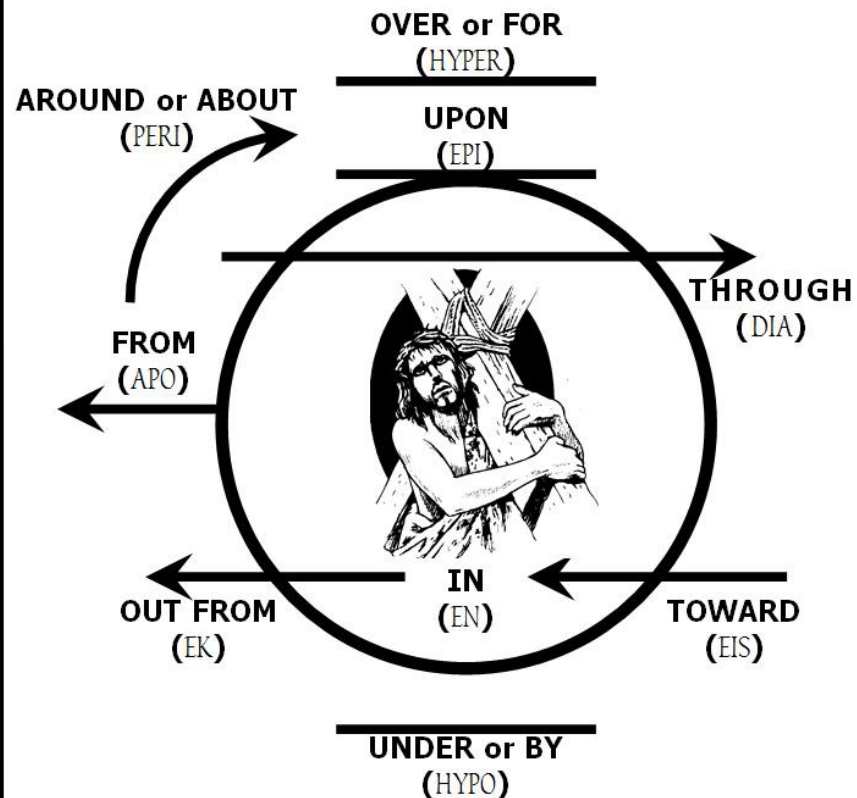 OVER or FOR
(HYPER)
AROUND or ABOUT
(PERI)
UPON
(EPI)
THROUGH
(DIA)
FROM
(APO)
IN
(EN)
OUT FROM
(EK)
TOWARD
(EIS)
UNDER or BY
(HYPO)